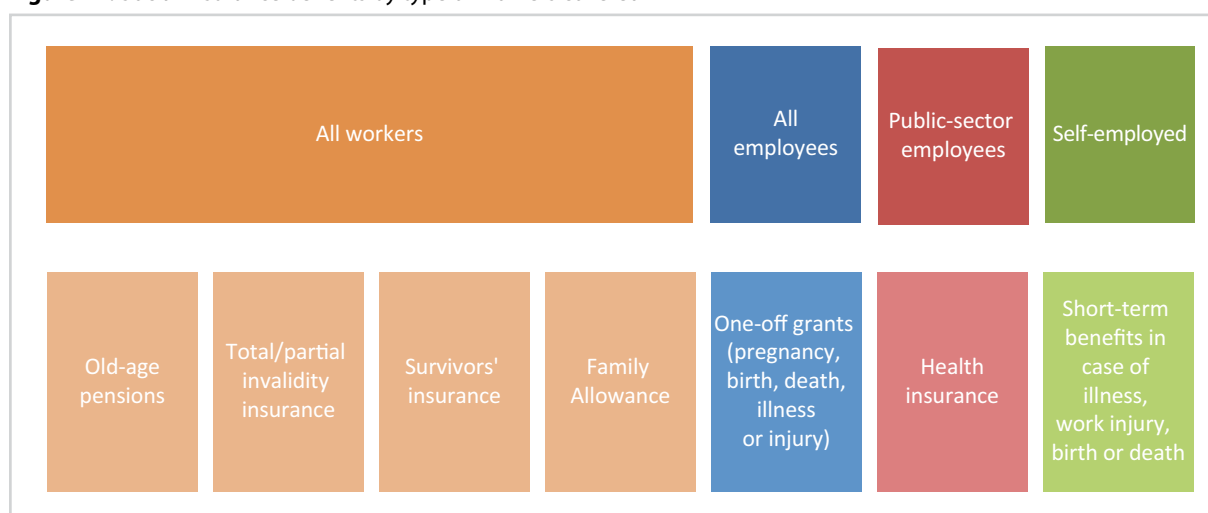 All workers
All
employees
Public-sector
employees
Self-employed
Old-age
pensions
Total/partial
invalidity
insurance
Survivors'
insurance
Family
Allowance
One-off grants
(pregnancy,
birth, death,
illness
or injury)
Health
insurance
Short-term
benefits in
case of
illness,
work injury,
birth or death